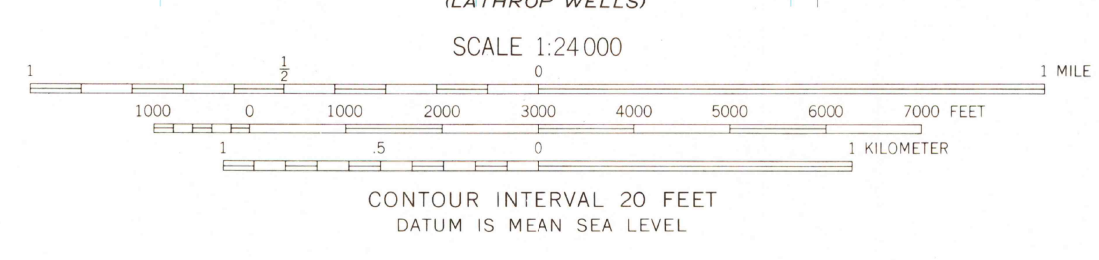 (LATHROP WELLS)
SCALE 1:24 000
1 1/2 0 1 MILE
1000 0 1000 2000 3000 4000 5000 6000 7000 FEET
1 .5 0 1 KILOMETER
CONTOUR INTERVAL 20 FEET
DATUM IS MEAN SEA LEVEL